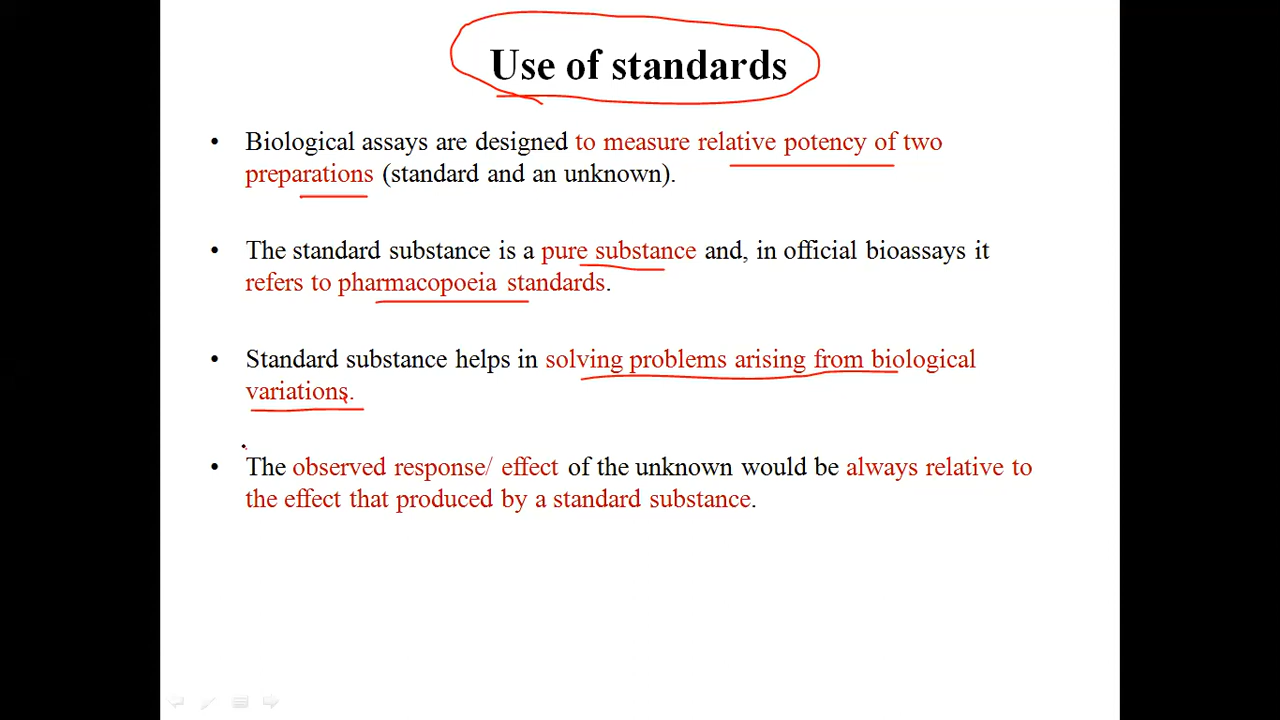 Use of standards
• Biological assays are designed to measure relative potency of two
preparations (standard and an unknown).
• The standard substance is a pure substance and, in official bioassays it
refers to pharmacopoeia standards.
• Standard substance helps in solving problems arising from biological
variations.
• The observed response/ effect of the unknown would be always relative to
the effect that produced by a standard substance.